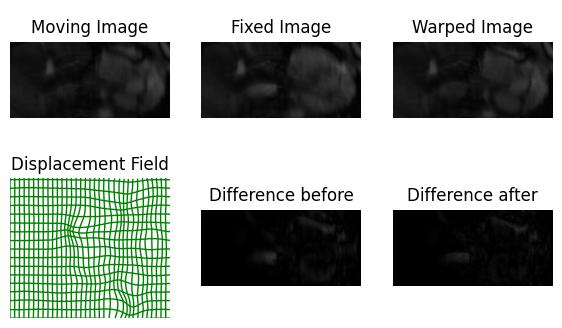 Moving Image
Fixed Image
Warped Image
Displacement Field
Difference before
Difference after